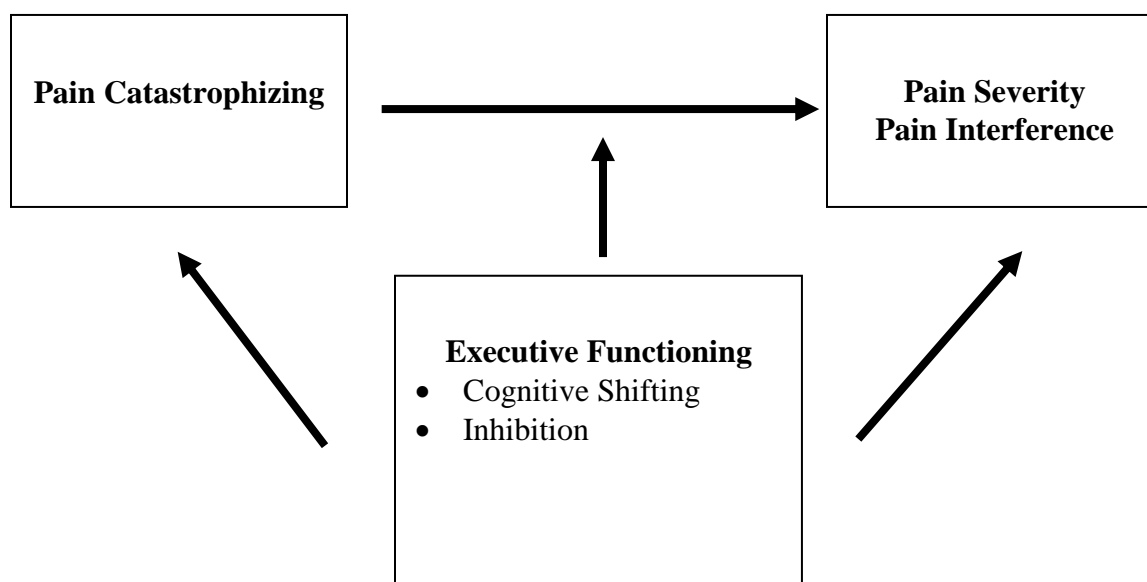 Pain Catastrophizing
Pain Severity
Pain Interference
Executive Functioning
• Cognitive Shifting
• Inhibition